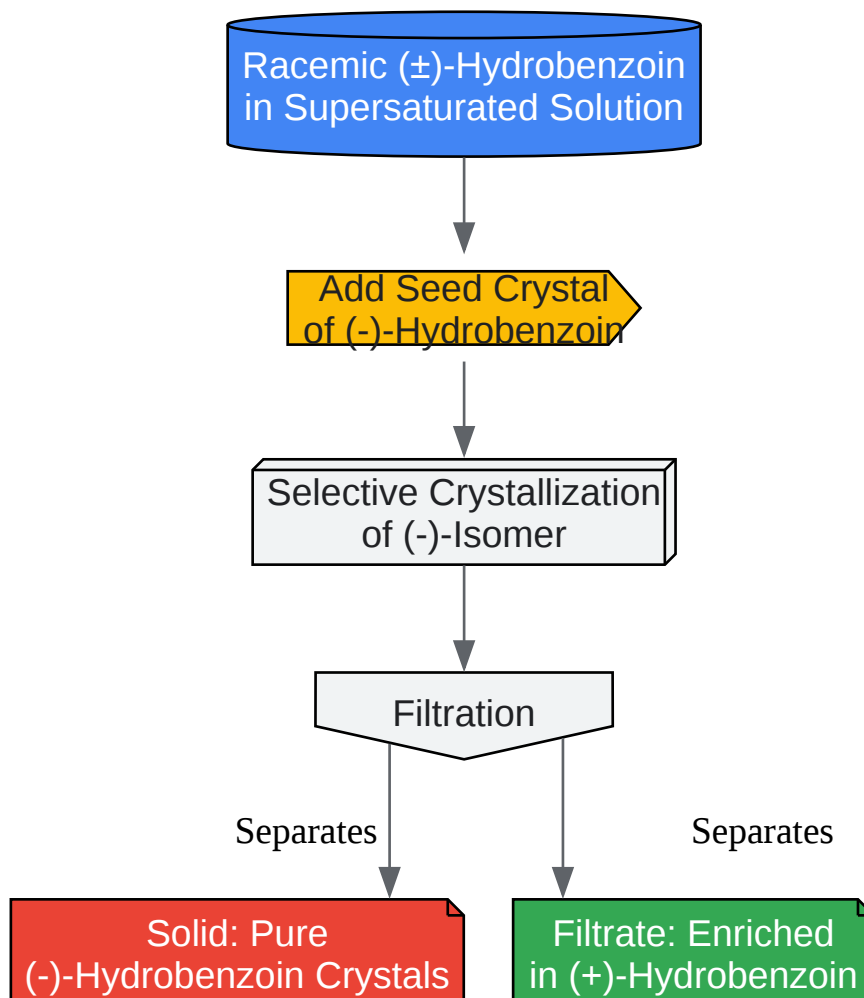 Racemic (±)-Hydrobenzoin
in Supersaturated Solution
Add Seed Crystal
of (-)-Hydrobenzoin
Selective Crystallization
of (-)-Isomer
Filtration
Separates
Separates
Solid: Pure
(-)-Hydrobenzoin Crystals
Filtrate: Enriched
in (+)-Hydrobenzoin